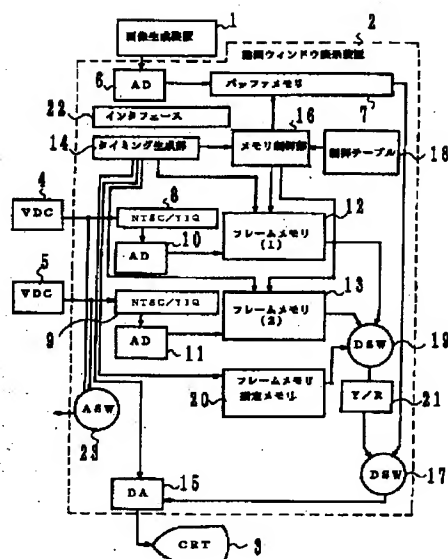 1
2
画像生成装置
動画ウィンドウ表示装置
6
AD
バッファメモリ
7
22
インタフェース
16
14
タイミング生成部
メモリ制御部
制御テーブル
18
4
VDC
8
NTSC/YIQ
12
フレームメモリ
(1)
10
AD
5
VDC
13
NTSC/YIQ
フレームメモリ
(2)
9
AD
11
DSW
19
フレームメモリ
指定メモリ
20
Y/R
21
ASW
23
DSW
17
15
DA
CRT
3